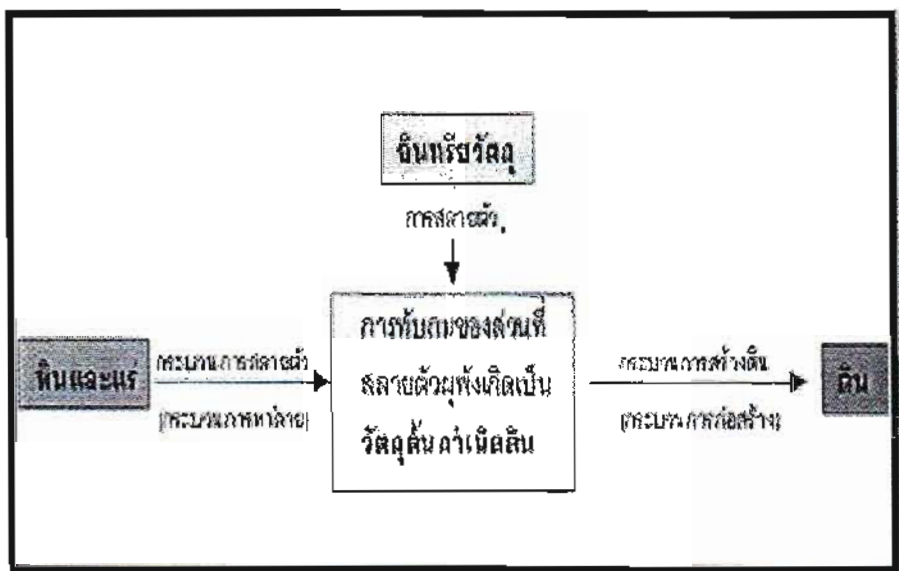 อินทรียวัตถุ
การสลายตัว
การทับถมของส่วนที่
สลายตัวผุพังเกิดเป็น
วัตถุต้นกำเนิดดิน
หินและแร่
กระบวนการสลายตัว
(กระบวนการทำลาย)
กระบวนการสร้างดิน
(กระบวนการก่อสร้าง)
ดิน